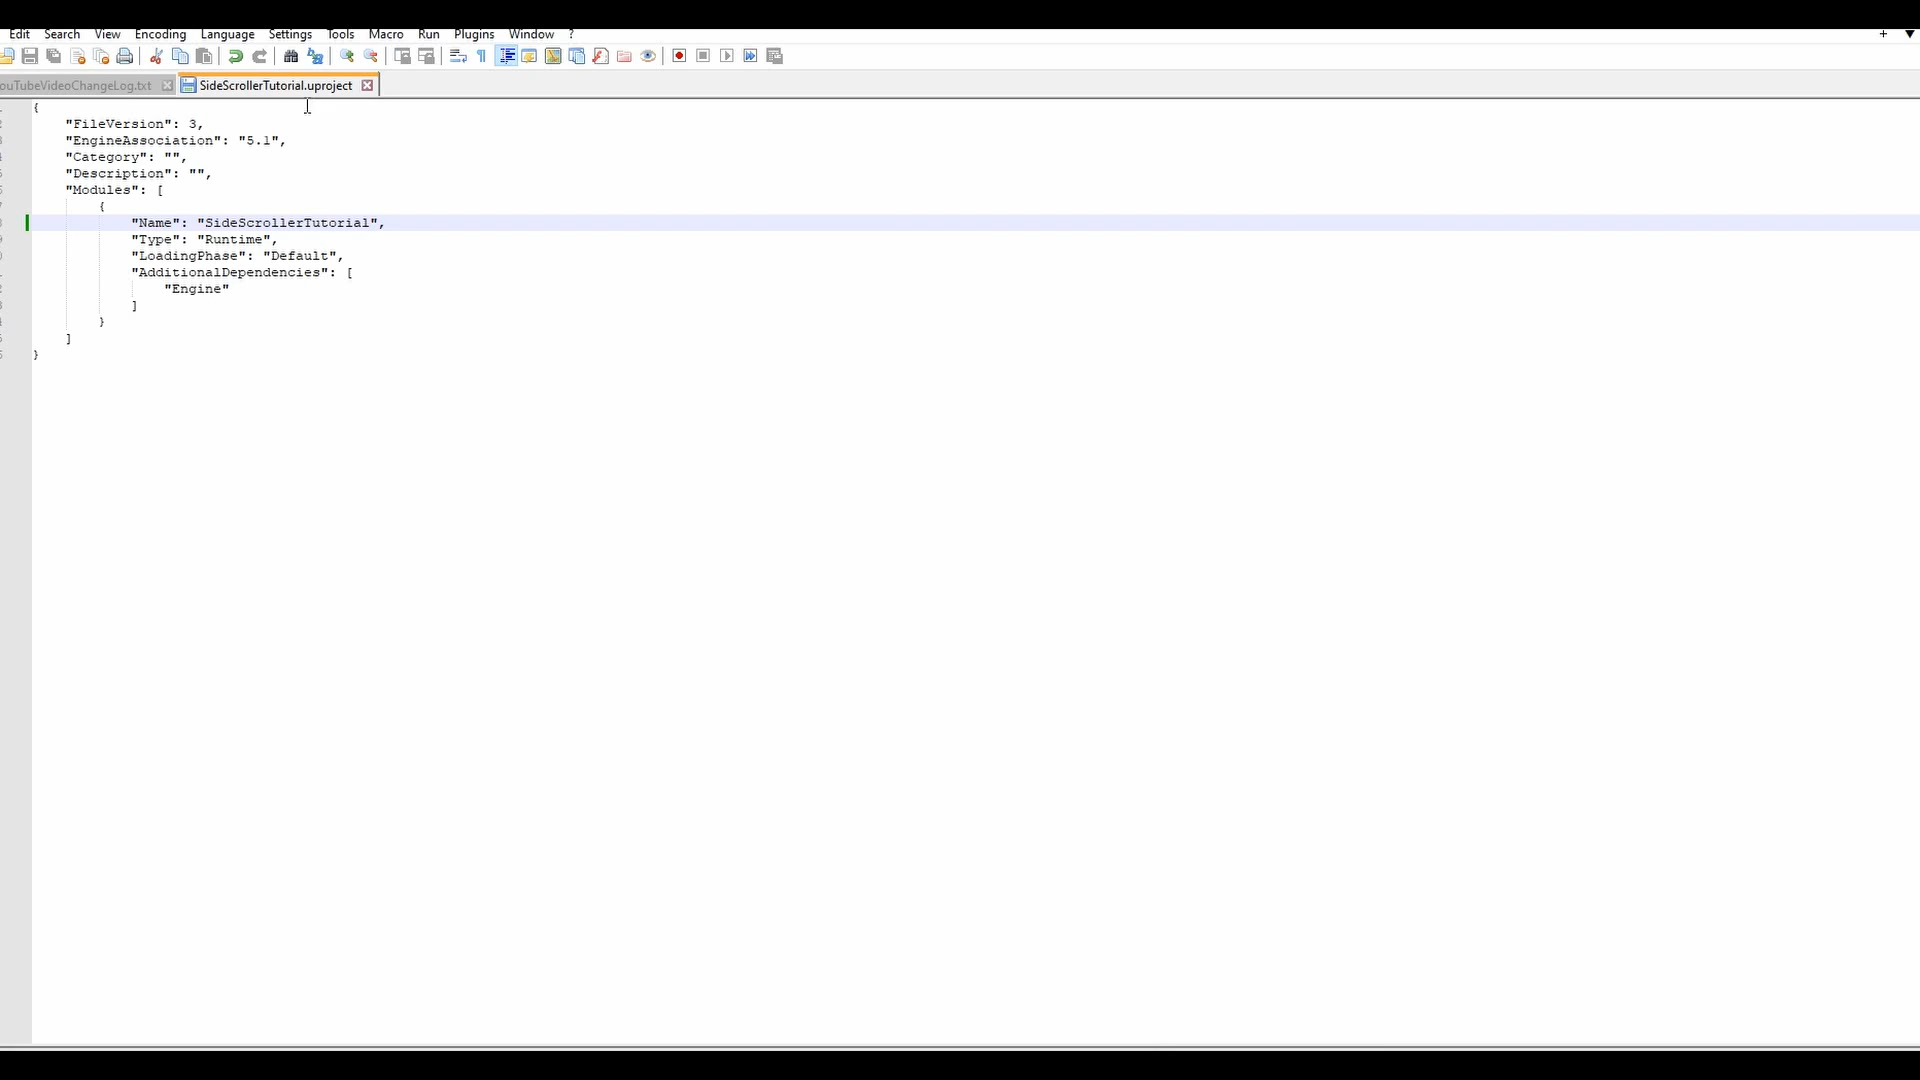 Edit Search View Encoding Language Settings Tools Macro Run Plugins Window ?
ouTubeVideoChangeLog.txt SideScrollerTutorial.uproject
{
"FileVersion": 3,
"EngineAssociation": "5.1",
"Category": "",
"Description": "",
"Modules": [
{
"Name": "SideScrollerTutorial",
"Type": "Runtime",
"LoadingPhase": "Default",
"AdditionalDependencies": [
"Engine"
]
}
]
}